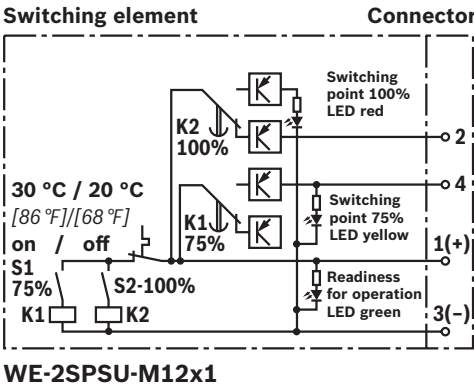 Switching element
Connector
Switching
point 100%
LED red
K2
100%
2
30 °C / 20 °C
[86 °F]/[68 °F]
on / off
4
K1
75%
Switching
point 75%
LED yellow
1(+)
S1
75%
S2-100%
K1
K2
Readiness
for operation
LED green
3(–)
WE-2SPSU-M12x1